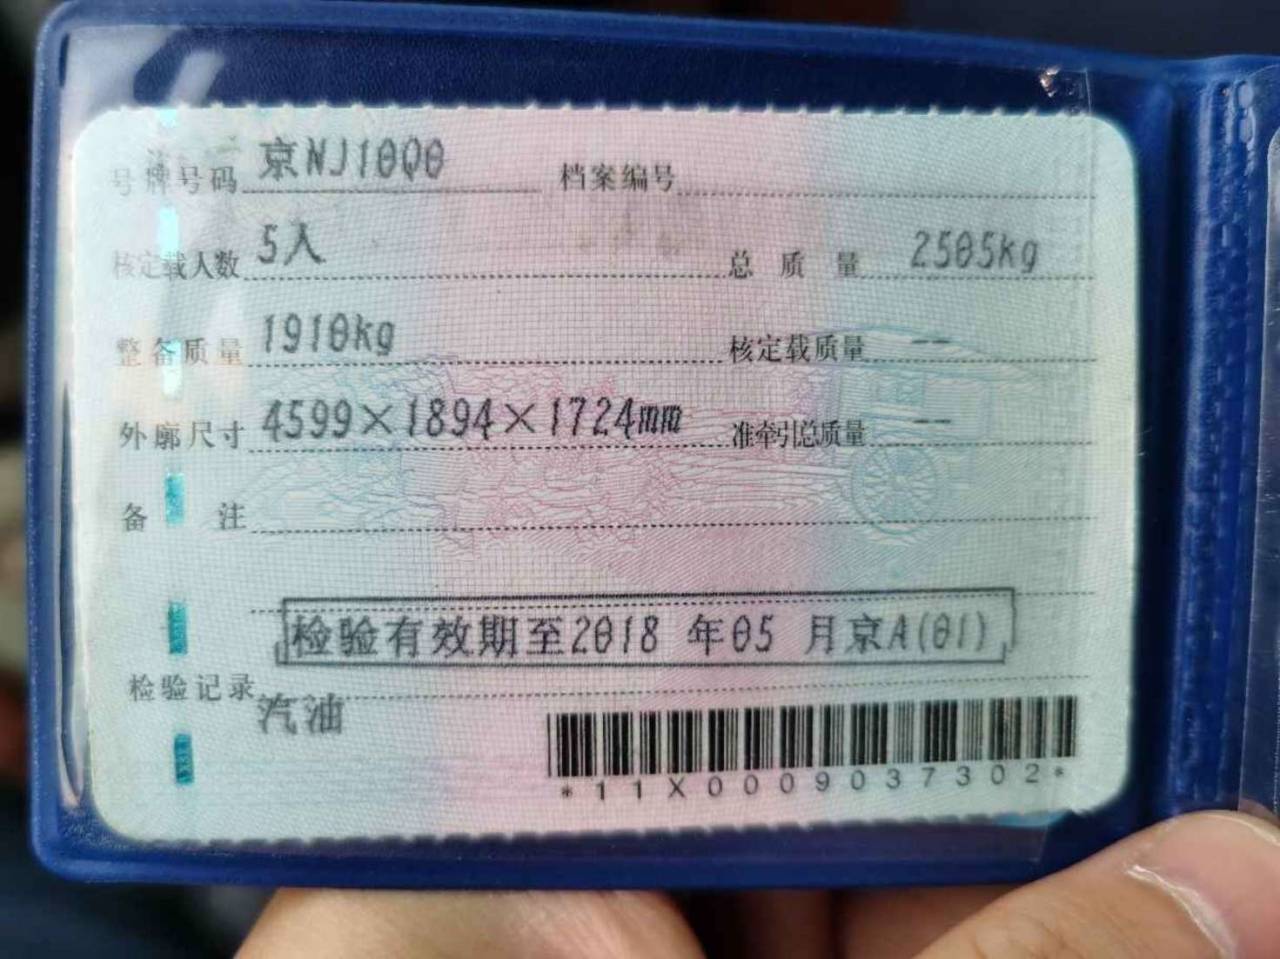 号牌号码 京NJ10Q0 档案编号
核定载人数 5人 总质量 2505kg
整备质量 1910kg 核定载质量 --
外廓尺寸 4599×1894×1724mm 准牵引总质量 --
备注
检验有效期至2018 年05 月京A(01)
检验记录
汽油
*11X0009037302*